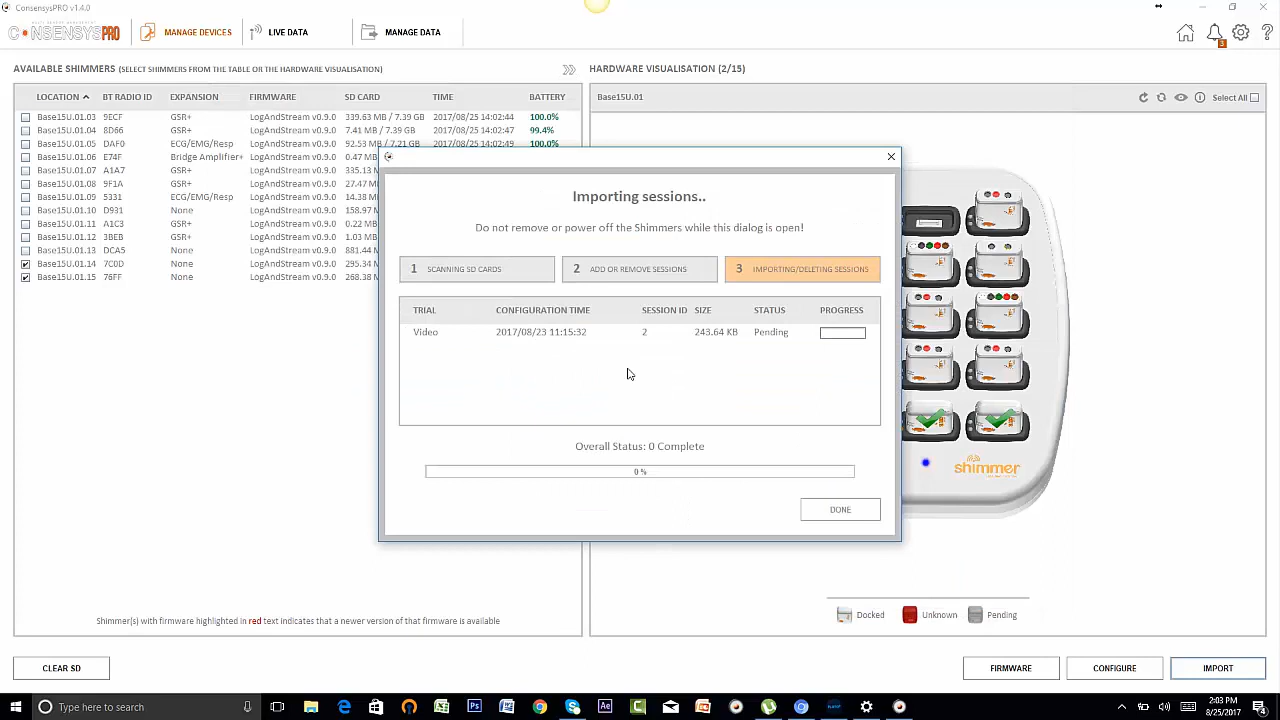 ConsensysPRO v1.4.0
CONSENSYSPRO
MANAGE DEVICES
LIVE DATA
MANAGE DATA
3
AVAILABLE SHIMMERS (SELECT SHIMMERS FROM THE TABLE OR THE HARDWARE VISUALISATION)
HARDWARE VISUALISATION (2/15)
LOCATION BT RADIO ID EXPANSION FIRMWARE SD CARD TIME BATTERY
Base15U.01 Select All
Base15U.01.03 9ECF GSR+ LogAndStream v0.9.0 339.63 MB / 7.39 GB 2017/08/25 14:02:44 100.0%
Base15U.01.04 8D66 GSR+ LogAndStream v0.9.0 7.41 MB / 7.39 GB 2017/08/25 14:02:47 99.4%
Base15U.01.05 DAF0 ECG/EMG/Resp LogAndStream v0.9.0 92.53 MB / 7.21 GB 2017/08/25 14:02:49 100.0%
Base15U.01.06 E74F Bridge Amplifier+ LogAndStream v0.9.0 0.47 MB
Base15U.01.07 A1A7 GSR+ LogAndStream v0.9.0 335.13 M
Base15U.01.08 9F1A GSR+ LogAndStream v0.9.0 27.47 M
Base15U.01.09 5331 ECG/EMG/Resp LogAndStream v0.9.0 14.38 M
Base15U.01.10 D931 None LogAndStream v0.9.0 158.97 M
Base15U.01.11 A1C3 GSR+ LogAndStream v0.9.0 0.22 MB
Base15U.01.12 3BEB GSR+ LogAndStream v0.9.0 1.03 MB
Base15U.01.13 DCA5 None LogAndStream v0.9.0 881.44 M
Base15U.01.14 7C0D None LogAndStream v0.9.0 295.34 M
Base15U.01.15 76FF None LogAndStream v0.9.0 268.18 M
Importing sessions..
Do not remove or power off the Shimmers while this dialog is open!
1 SCANNING SD CARDS
2 ADD OR REMOVE SESSIONS
3 IMPORTING/DELETING SESSIONS
TRIAL CONFIGURATION TIME SESSION ID SIZE STATUS PROGRESS
Video 2017/08/23 11:15:32 2 243.64 KB Pending
Overall Status: 0 Complete
0 %
DONE
shimmer
Docked Unknown Pending
Shimmer(s) with firmware highlighted in red text indicates that a newer version of that firmware is available
CLEAR SD
FIRMWARE
CONFIGURE
IMPORT
Type here to search
2:03 PM
8/25/2017